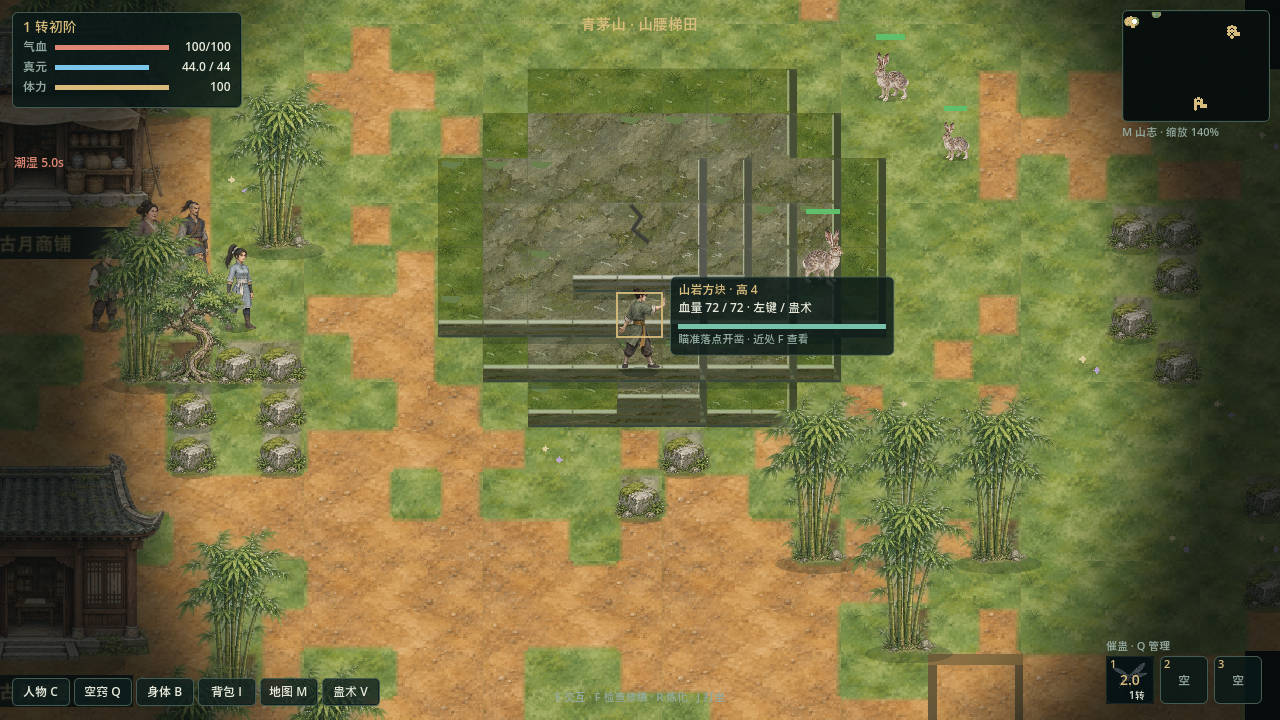 1 转初阶
气血 100/100
真元 44.0 / 44
体力 100
潮湿 5.0s
古月商铺
青茅山 · 山腰梯田
M 山志 · 缩放 140%
山岩方块 · 高 4
血量 72 / 72 · 左键 / 蛊术
瞄准落点开凿 · 近处 F 查看
人物 C
空窍 Q
身体 B
背包 I
地图 M
蛊术 V
催蛊 · Q 管理
1
2.0
1转
2
空
3
空